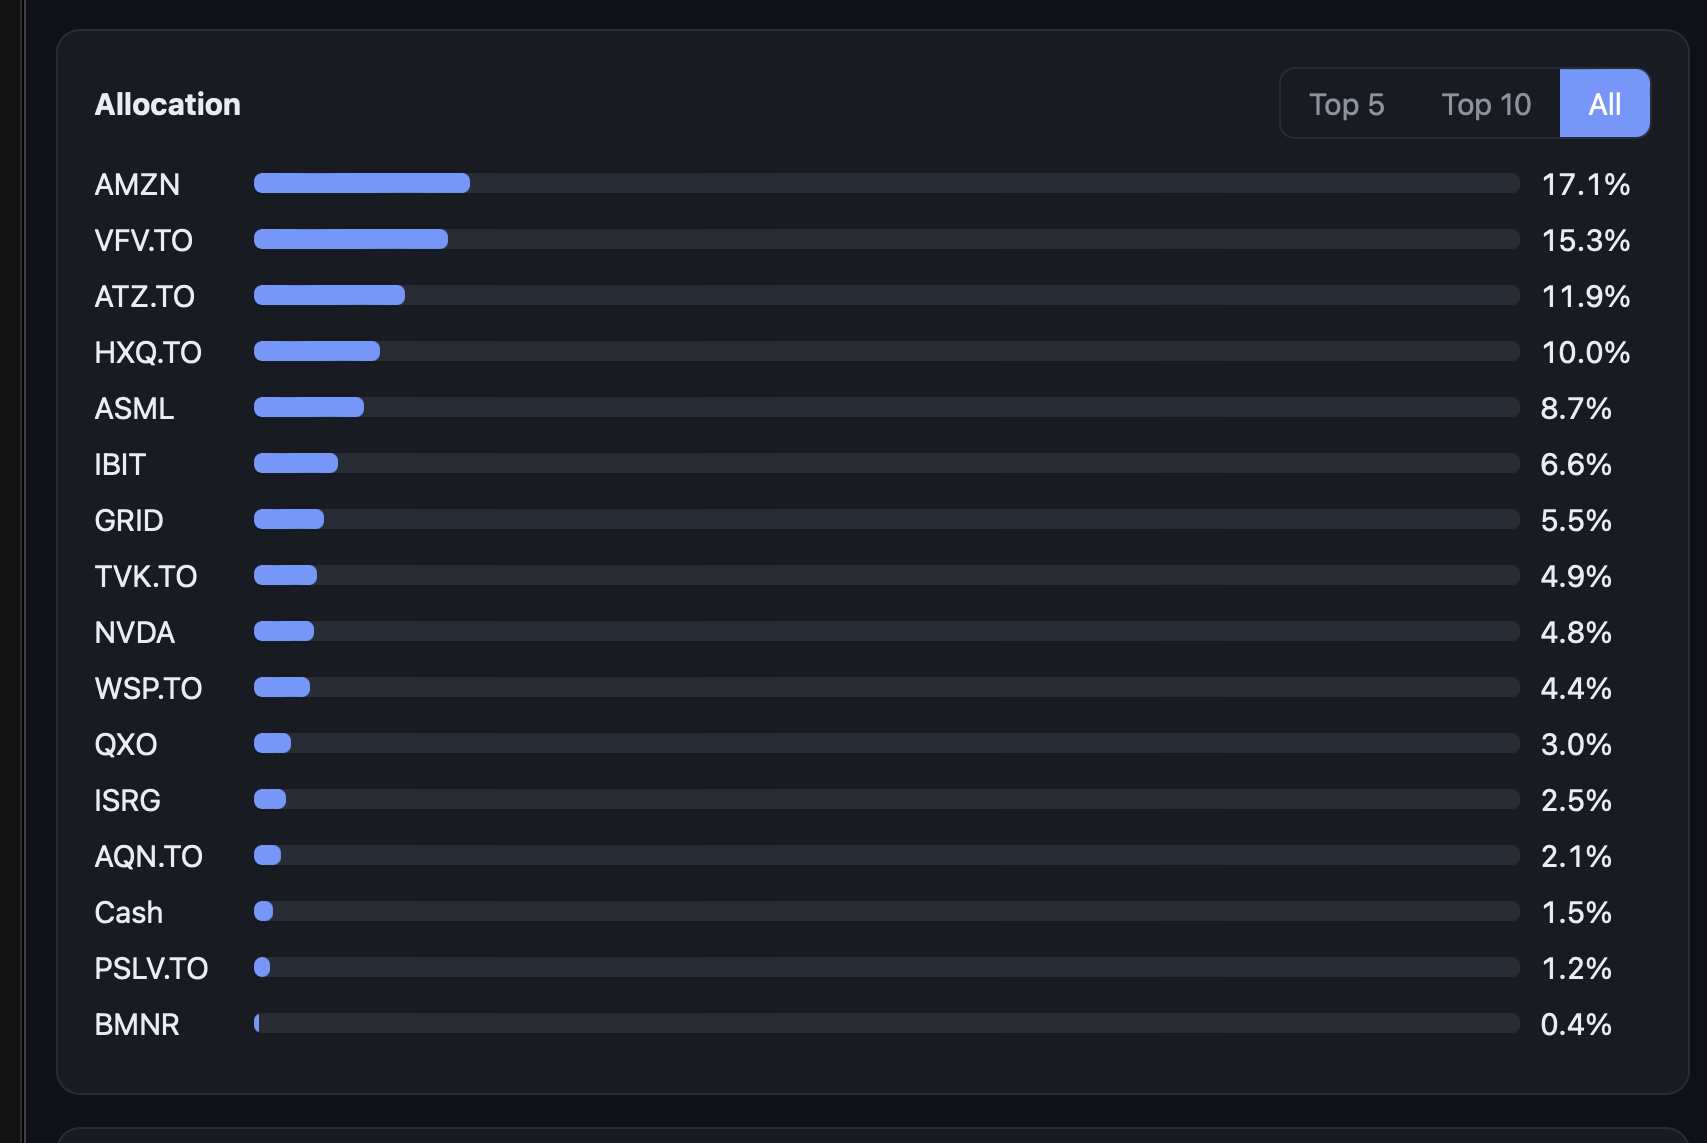 Allocation Top 5 Top 10 All
AMZN 17.1%
VFV.TO 15.3%
ATZ.TO 11.9%
HXQ.TO 10.0%
ASML 8.7%
IBIT 6.6%
GRID 5.5%
TVK.TO 4.9%
NVDA 4.8%
WSP.TO 4.4%
QXO 3.0%
ISRG 2.5%
AQN.TO 2.1%
Cash 1.5%
PSLV.TO 1.2%
BMNR 0.4%